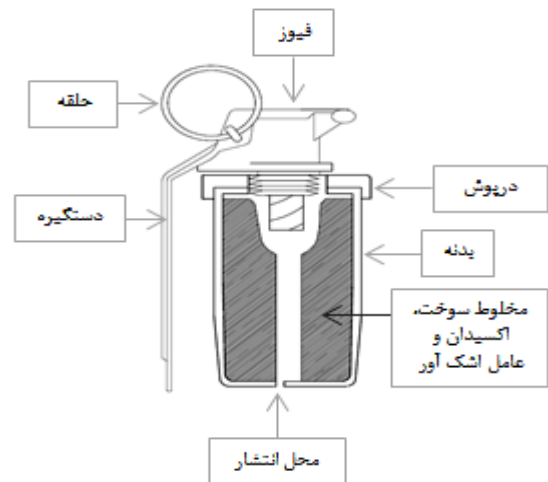 فیوز
حلقه
درپوش
دستگیره
بدنه
مخلوط سوخت،
اکسیدان و
عامل اشک آور
محل انتشار